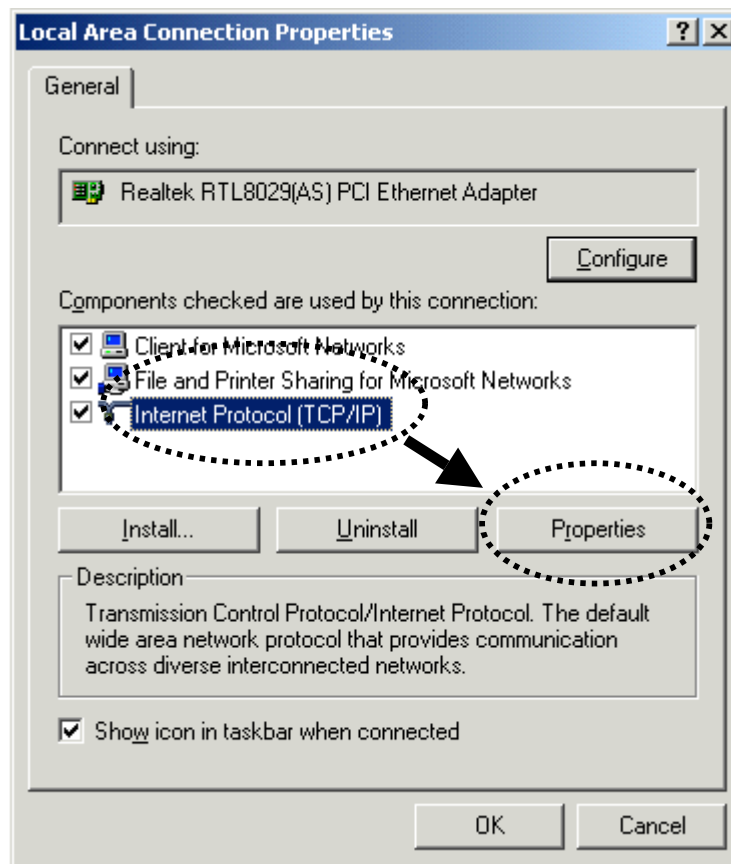 Local Area Connection Properties
General
Connect using:
Realtek RTL8029(AS) PCI Ethernet Adapter
Configure
Components checked are used by this connection:
Client for Microsoft Networks
File and Printer Sharing for Microsoft Networks
Internet Protocol (TCP/IP)
Install... Uninstall Properties
Description
Transmission Control Protocol/Internet Protocol. The default
wide area network protocol that provides communication
across diverse interconnected networks.
Show icon in taskbar when connected
OK Cancel